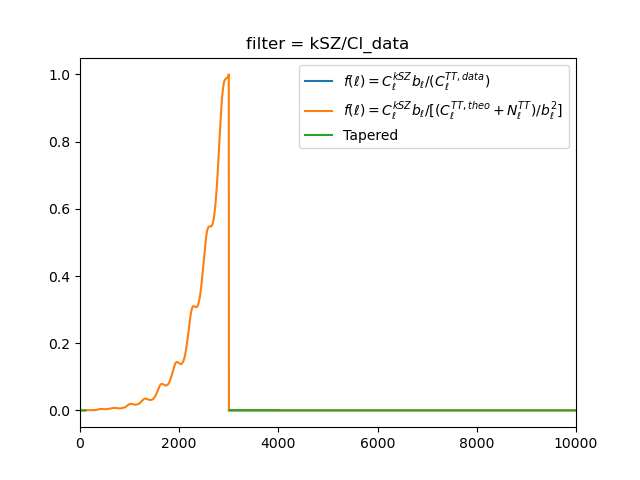 filter = kSZ/Cl_data
1.0
0.8
0.6
0.4
0.2
0.0
f(ℓ) = C_ℓ^{kSZ} b_ℓ/(C_ℓ^{TT, data})
f(ℓ) = C_ℓ^{kSZ} b_ℓ/[(C_ℓ^{TT, theo} + N_ℓ^{TT})/b_ℓ^2]
Tapered
0 2000 4000 6000 8000 10000